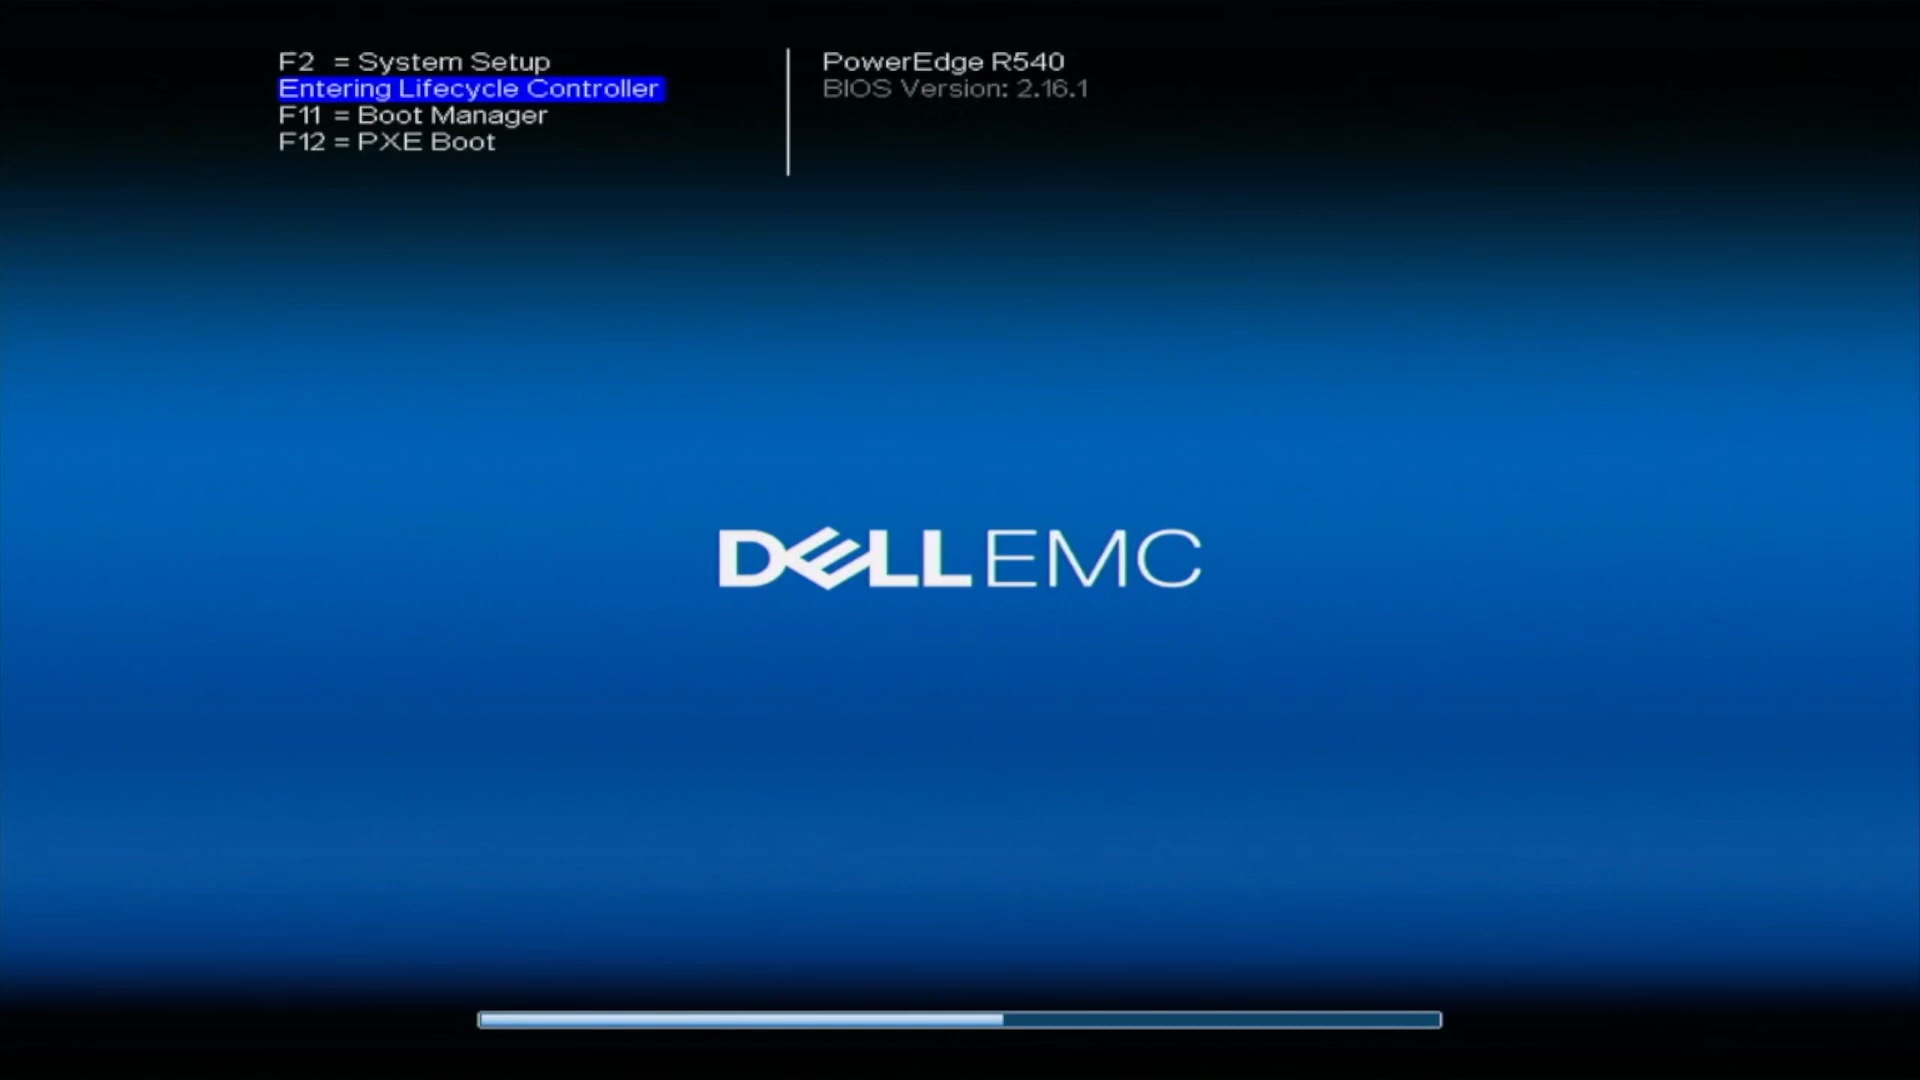 F2 = System Setup
Entering Lifecycle Controller
F11 = Boot Manager
F12 = PXE Boot
PowerEdge R540
BIOS Version: 2.16.1
DELLEMC